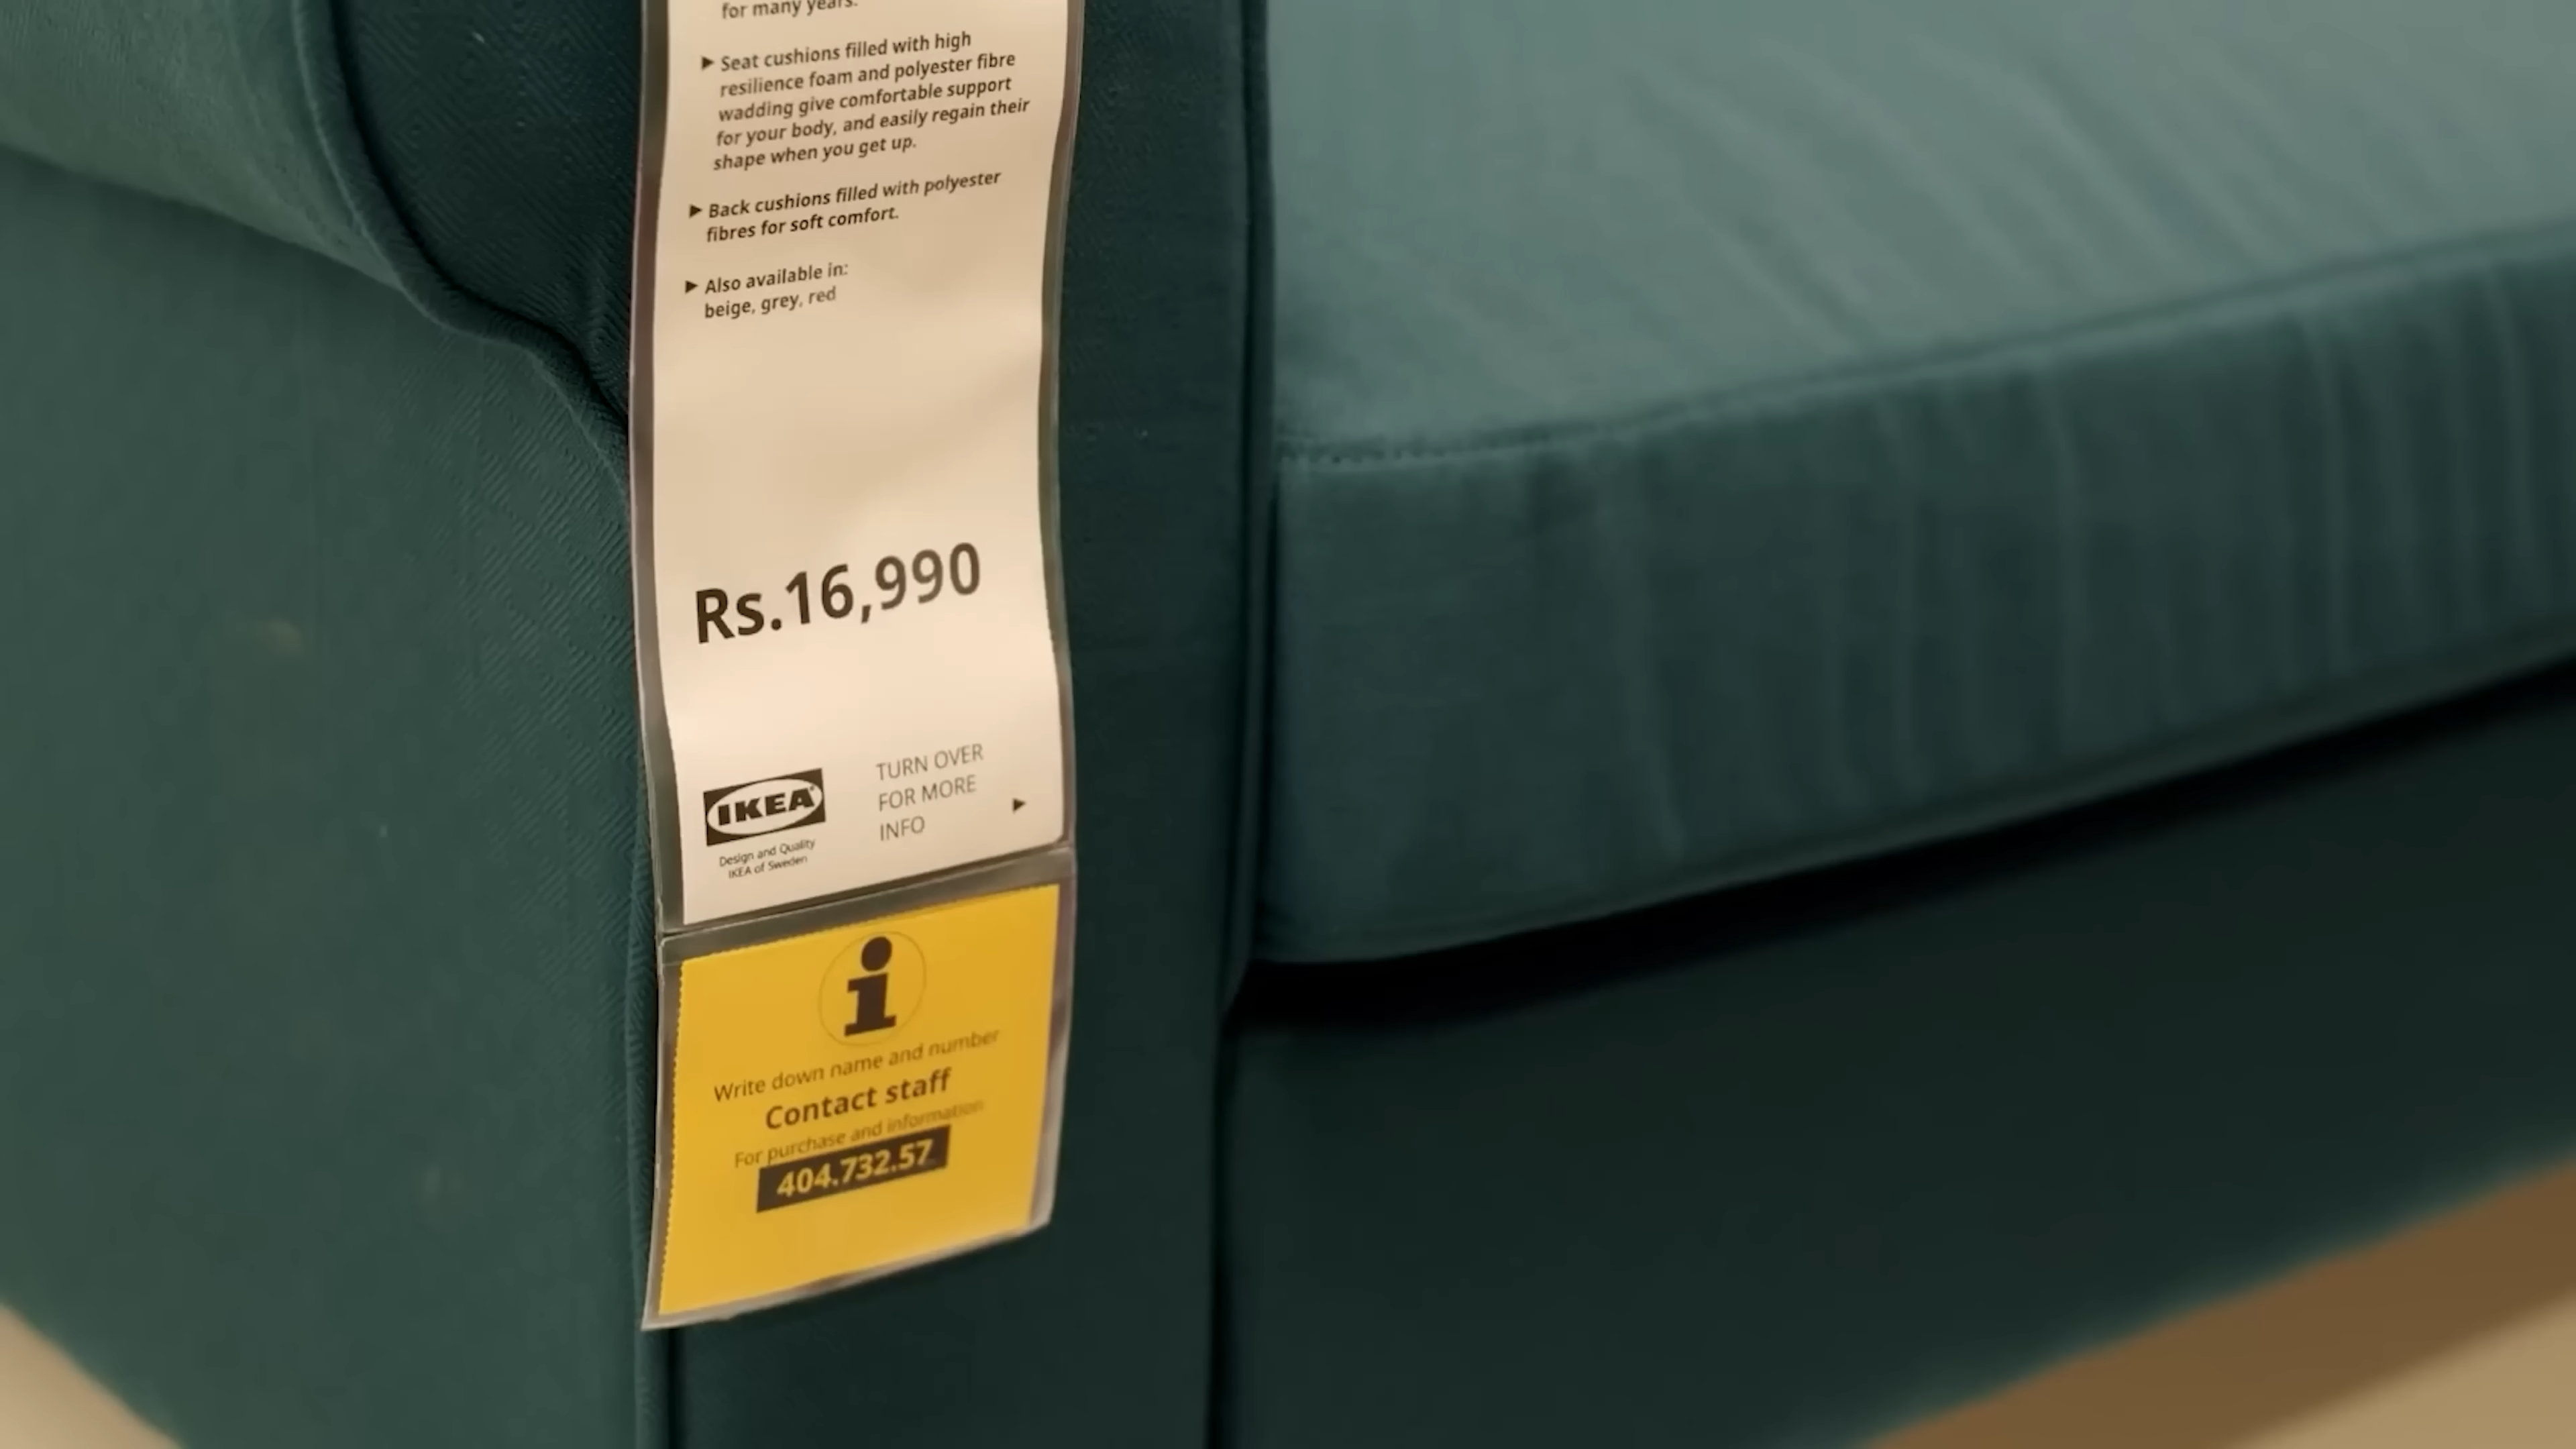 for many years.
▶ Seat cushions filled with high
resilience foam and polyester fibre
wadding give comfortable support
for your body, and easily regain their
shape when you get up.
▶ Back cushions filled with polyester
fibres for soft comfort.
▶ Also available in:
beige, grey, red
Rs.16,990
IKEA®
Design and Quality
IKEA of Sweden
TURN OVER
FOR MORE
INFO ▶
i
Write down name and number
Contact staff
For purchase and information
404.732.57